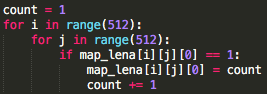 count = 1
for i in range(512):
    for j in range(512):
        if map_lena[i][j][0] == 1:
            map_lena[i][j][0] = count
            count += 1